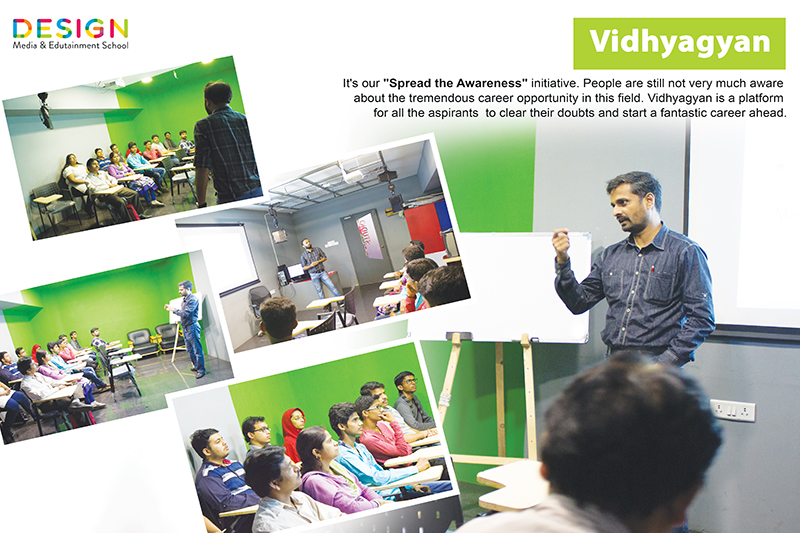 DESIGN
Media & Edutainment School
Vidhyagyan
It's our "Spread the Awareness" initiative. People are still not very much aware
about the tremendous career opportunity in this field. Vidhyagyan is a platform
for all the aspirants to clear their doubts and start a fantastic career ahead.